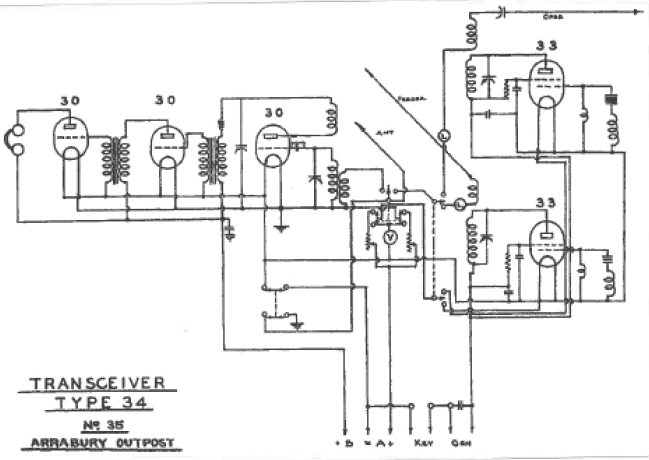 33
30
30
30
FEEDER
ANT
33
V
TRANSCEIVER
TYPE 34
Nº 35
ARRABURY OUTPOST
+ B - A+ KEY GEN